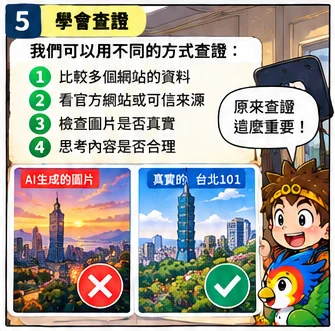 5 學會查證
我們可以用不同的方式查證：
1 比較多個網站的資料
2 看官方網站或可信來源
3 檢查圖片是否真實
4 思考內容是否合理
原來查證
這麼重要！
AI生成的圖片
真實的 台北101